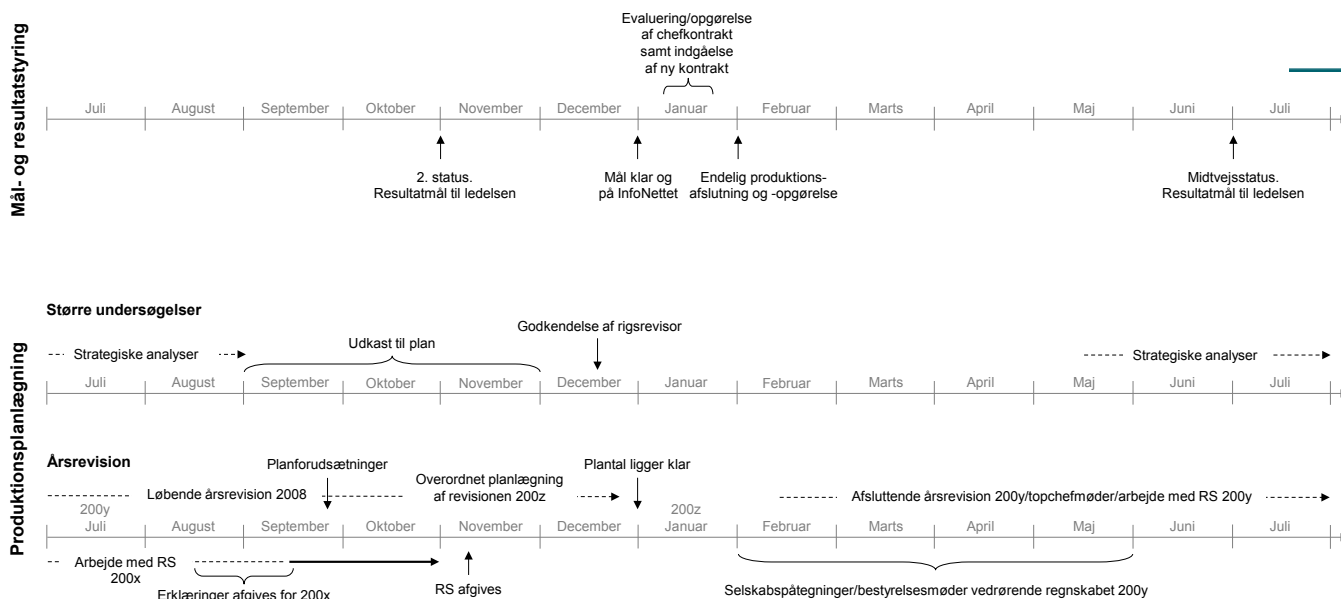 Mål- og resultatstyring
Evaluering/opgørelse
af chefkontrakt
samt indgåelse
af ny kontrakt
Juli August September Oktober November December Januar Februar Marts April Maj Juni Juli
2. status.
Resultatmål til ledelsen
Mål klar og
på InfoNettet
Endelig produktions-
afslutning og -opgørelse
Midtvejsstatus.
Resultatmål til ledelsen
Produktionsplanlægning
Større undersøgelser
Strategiske analyser
Udkast til plan
Godkendelse af rigsrevisor
Strategiske analyser
Juli August September Oktober November December Januar Februar Marts April Maj Juni Juli
Årsrevision
Planforudsætninger
Plantal ligger klar
Løbende årsrevision 2008
Overordnet planlægning
af revisionen 200z
Afsluttende årsrevision 200y/topchefmøder/arbejde med RS 200y
200y 200z
Juli August September Oktober November December Januar Februar Marts April Maj Juni Juli
Arbejde med RS
200x
Erklæringer afgives for 200x
RS afgives
Selskabspåtegninger/bestyrelsesmøder vedrørende regnskabet 200y